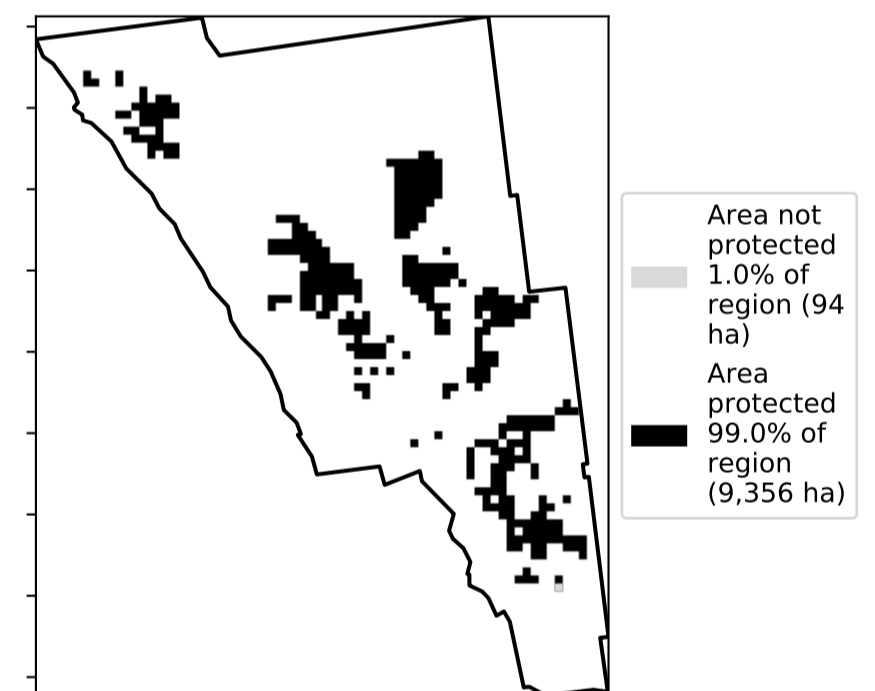 Area not
protected
1.0% of
region (94
ha)
Area
protected
99.0% of
region
(9,356 ha)